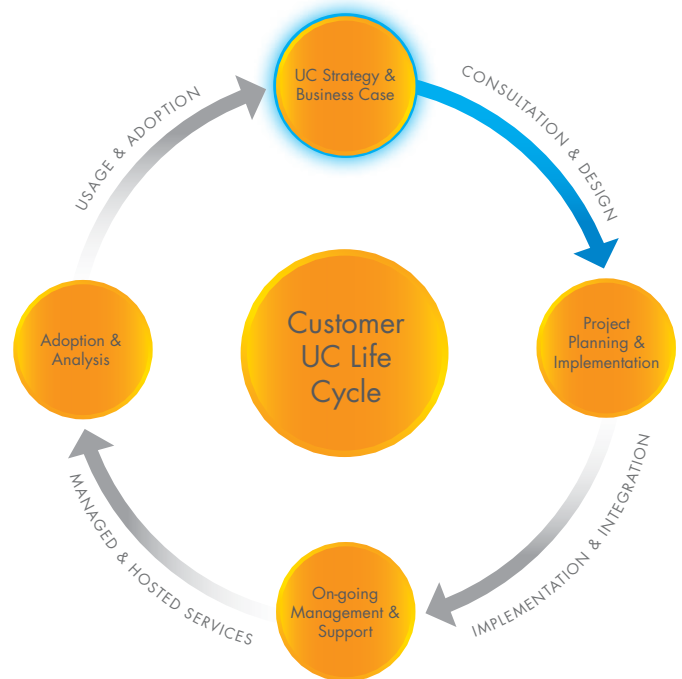 UC Strategy &
Business Case
CONSULTATION & DESIGN
Project
Planning &
Implementation
IMPLEMENTATION & INTEGRATION
On-going
Management &
Support
MANAGED & HOSTED SERVICES
Adoption &
Analysis
USAGE & ADOPTION
Customer
UC Life
Cycle